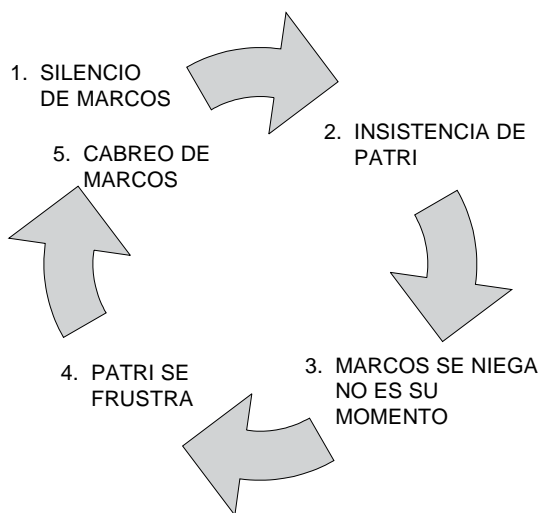 1. SILENCIO
DE MARCOS
2. INSISTENCIA DE
PATRI
3. MARCOS SE NIEGA
NO ES SU
MOMENTO
4. PATRI SE
FRUSTRA
5. CABREO DE
MARCOS